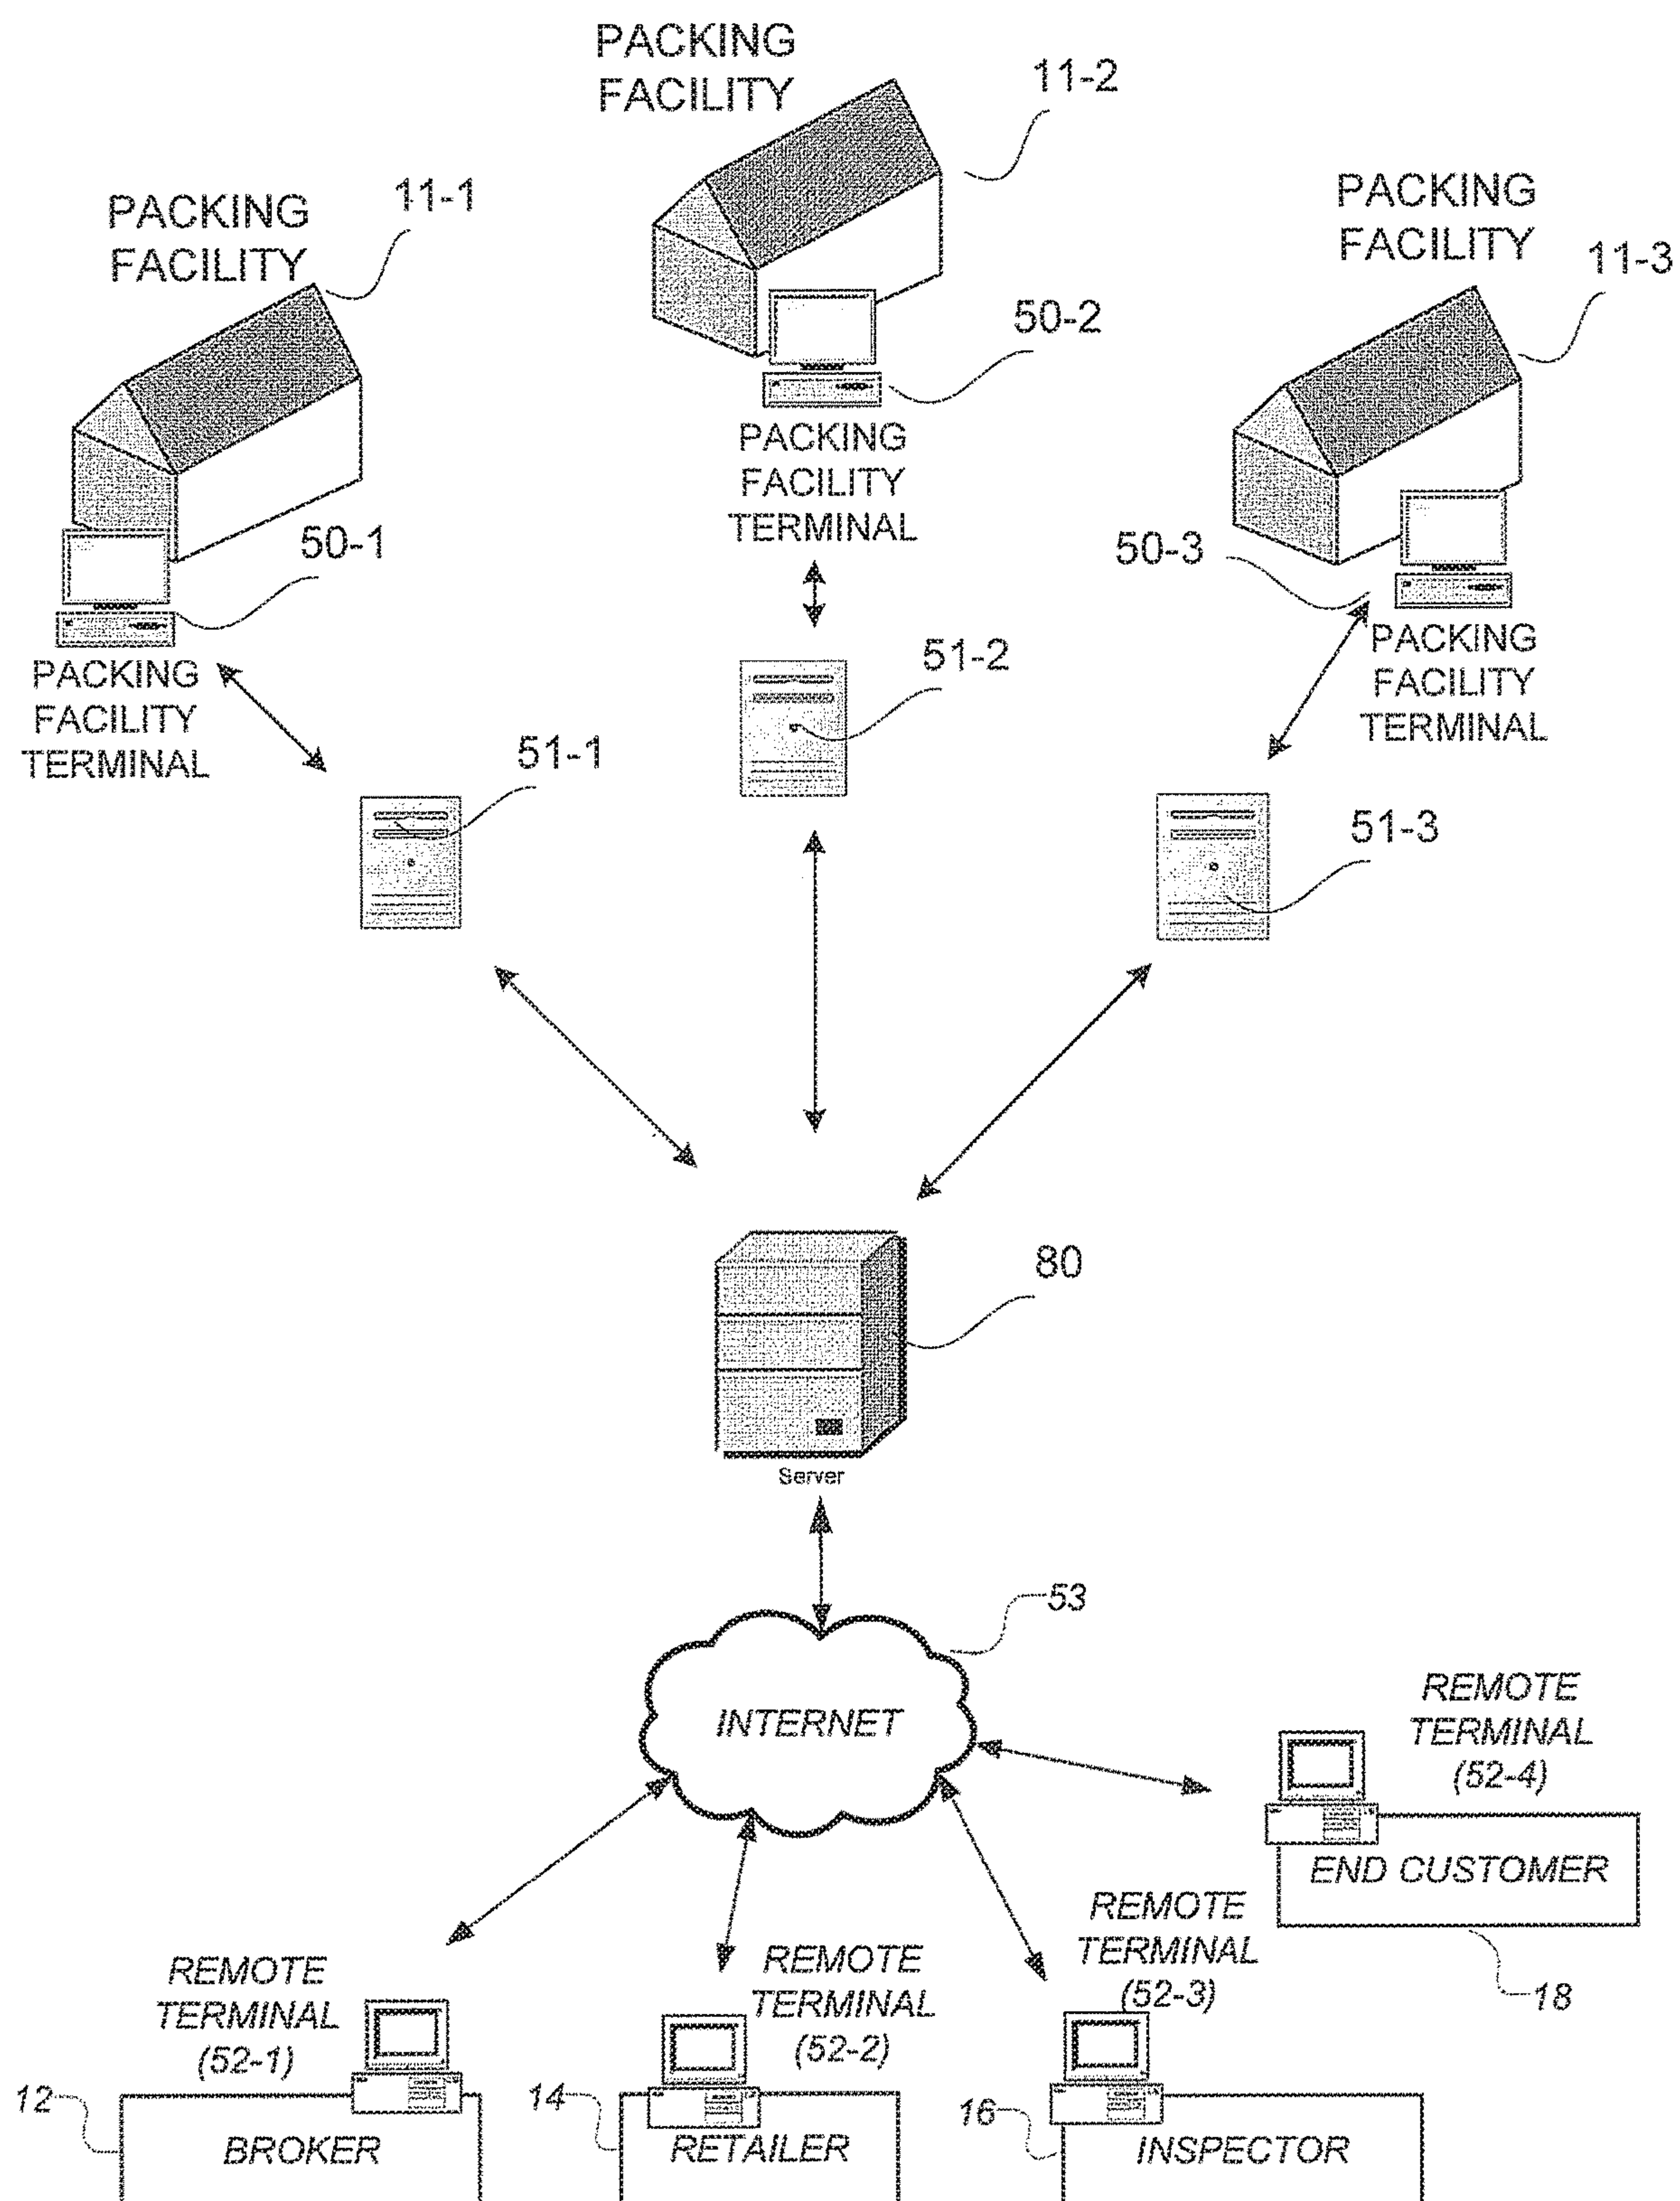 PACKING
FACILITY
11-2
PACKING
FACILITY
11-1
PACKING
FACILITY
11-3
50-2
PACKING
FACILITY
TERMINAL
50-1
50-3
PACKING
FACILITY
TERMINAL
PACKING
FACILITY
TERMINAL
51-2
51-1
51-3
80
Server
53
INTERNET
REMOTE
TERMINAL
(52-4)
END CUSTOMER
18
REMOTE
TERMINAL
(52-1)
REMOTE
TERMINAL
(52-2)
REMOTE
TERMINAL
(52-3)
12
BROKER
14
RETAILER
16
INSPECTOR